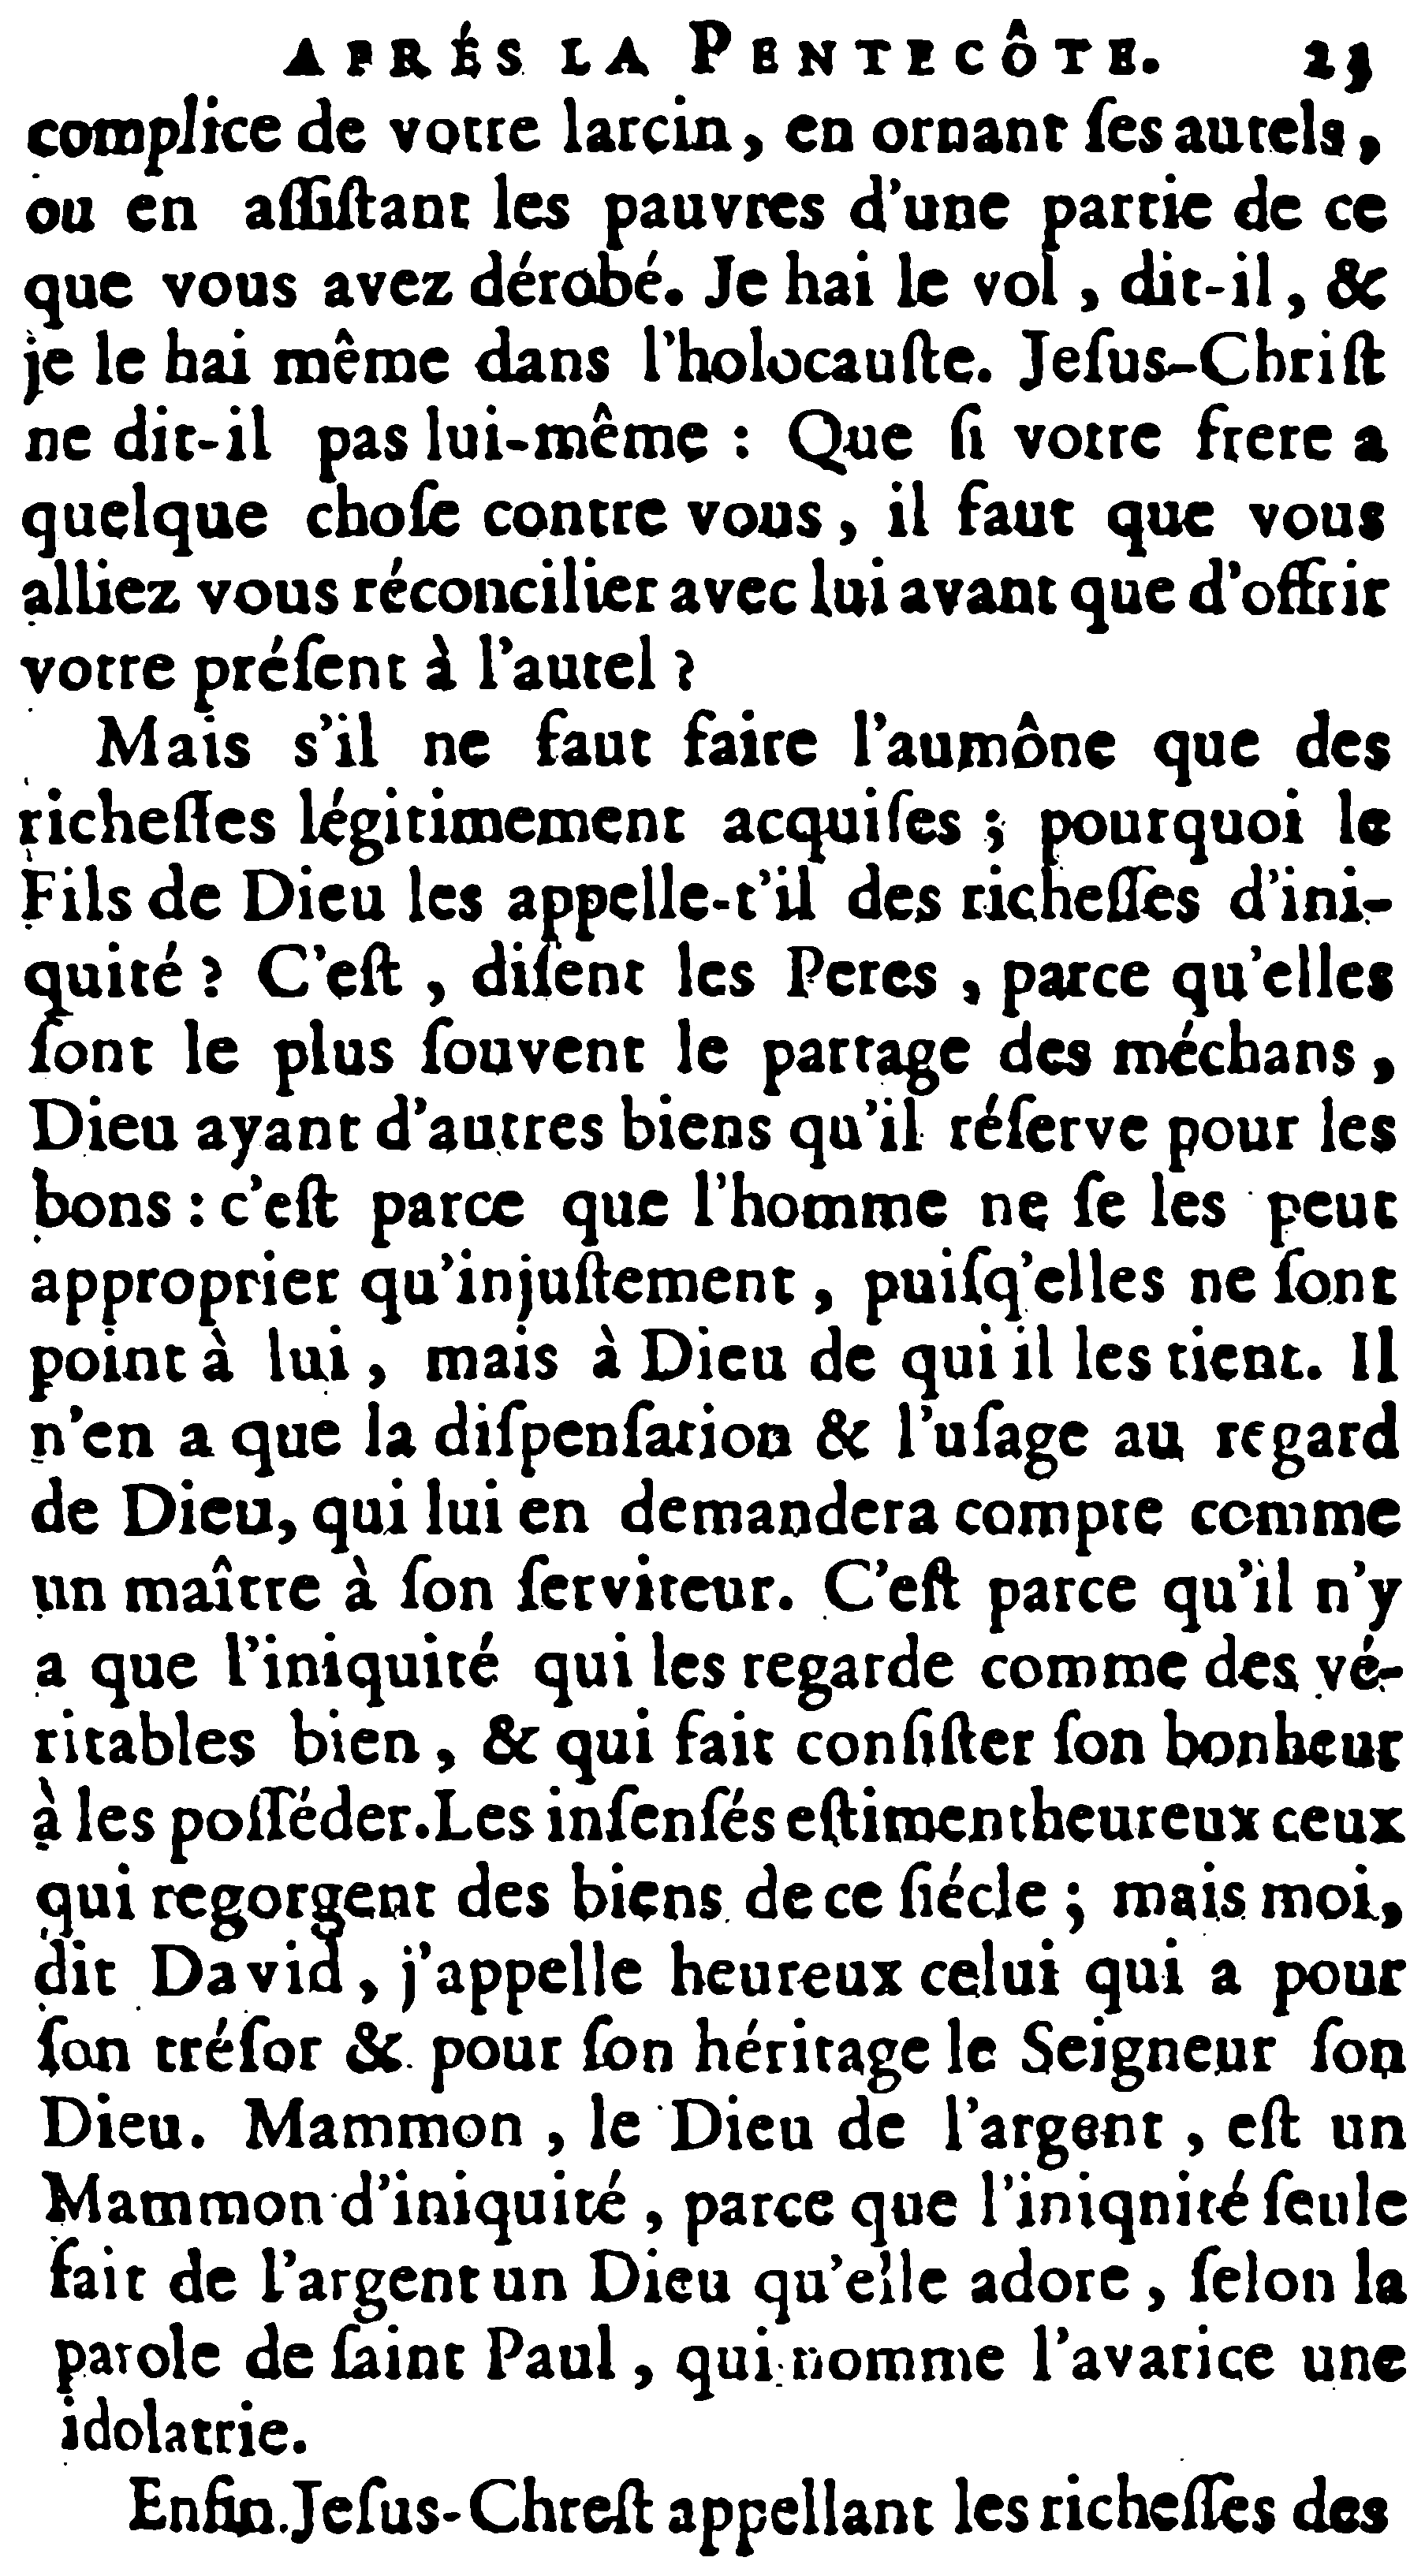 APRÉS LA PENTECÔTE. 23
complice de votre larcin, en ornant ſes autels,
ou en aſſiſtant les pauvres d'une partie de ce
que vous avez dérobé. Je hai le vol, dit-il, &
je le hai même dans l'holocauſte. Jeſus-Chriſt
ne dit-il pas lui-même : Que ſi votre frere a
quelque choſe contre vous, il faut que vous
alliez vous réconcilier avec lui avant que d'offrir
votre préſent à l'autel ?
Mais s'il ne faut faire l'aumône que des
richeſſes légitimement acquiſes ; pourquoi le
Fils de Dieu les appelle-t'il des richeſſes d'ini-
quité ? C'eſt, diſent les Peres, parce qu'elles
ſont le plus ſouvent le partage des méchans,
Dieu ayant d'autres biens qu'il réſerve pour les
bons : c'eſt parce que l'homme ne ſe les peut
approprier qu'injuſtement, puiſq'elles ne ſont
point à lui, mais à Dieu de qui il les tient. Il
n'en a que la diſpenſation & l'uſage au regard
de Dieu, qui lui en demandera compte comme
un maître à ſon ſerviteur. C'eſt parce qu'il n'y
a que l'iniquité qui les regarde comme des vé-
ritables bien, & qui fait conſiſter ſon bonheur
à les poſſéder. Les inſenſés eſtiment heureux ceux
qui regorgent des biens de ce ſiécle ; mais moi,
dit David, j'appelle heureux celui qui a pour
ſon tréſor & pour ſon héritage le Seigneur ſon
Dieu. Mammon, le Dieu de l'argent, eſt un
Mammon d'iniquité, parce que l'iniqnité ſeule
fait de l'argent un Dieu qu'elle adore, ſelon la
parole de ſaint Paul, qui nomme l'avarice une
idolatrie.
Enfin Jeſus-Chreſt appellant les richeſſes des